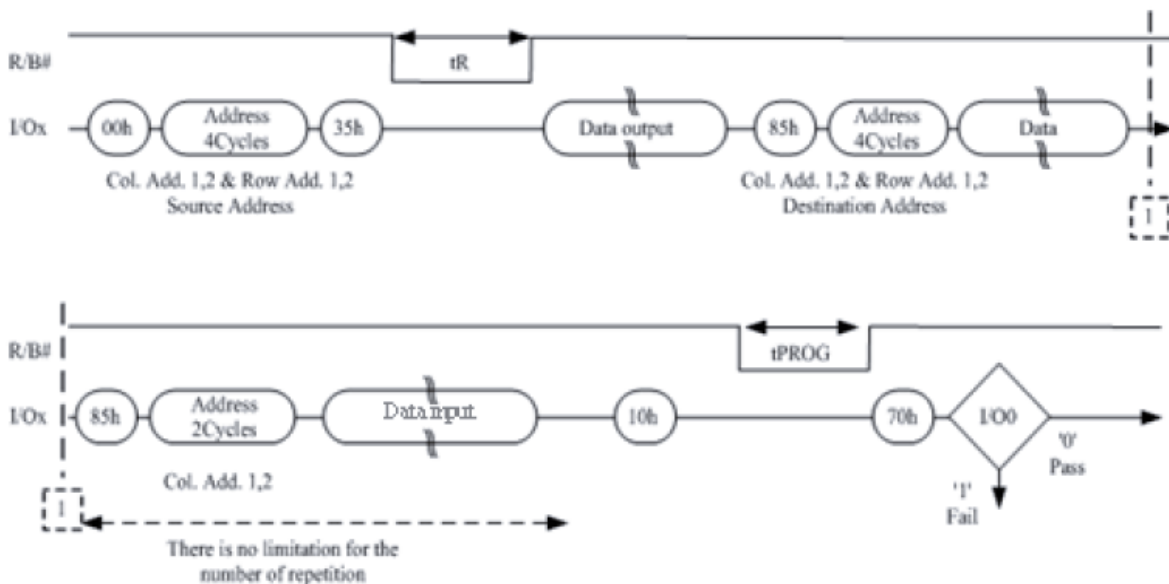 R/B#
tR
I/Ox
00h
Address
4Cycles
35h
Data output
85h
Address
4Cycles
Data
Col. Add. 1,2 & Row Add. 1,2
Source Address
Col. Add. 1,2 & Row Add. 1,2
Destination Address
1
R/B#
tPROG
I/Ox
85h
Address
2Cycles
Data input
10h
70h
I/O0
'0'
Pass
'1'
Fail
Col. Add. 1,2
1
There is no limitation for the
number of repetition